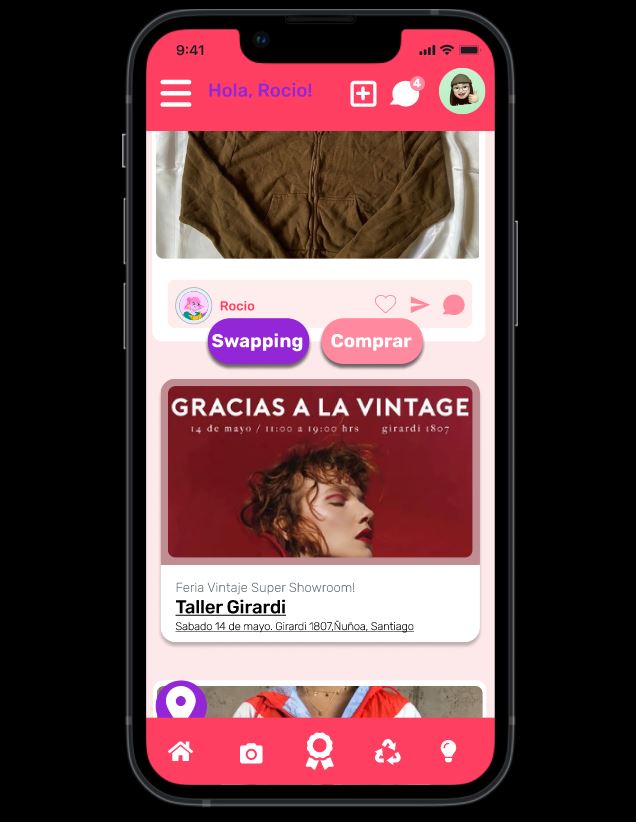 9:41
Hola, Rocio!
4
Rocio
Swapping
Comprar
GRACIAS A LA VINTAGE
14 de mayo / 11:00 a 19:00 hrs girardi 1807
Feria Vintaje Super Showroom!
Taller Girardi
Sabado 14 de mayo. Girardi 1807,Ñuñoa, Santiago